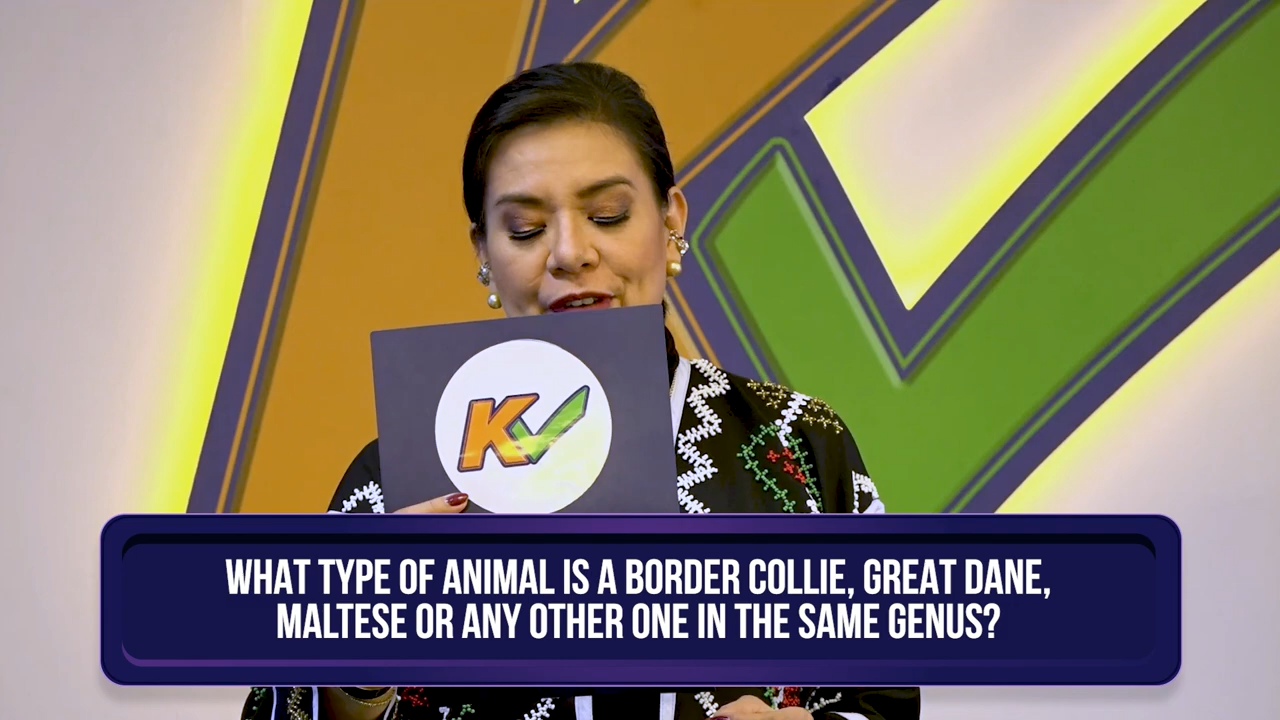 K
WHAT TYPE OF ANIMAL IS A BORDER COLLIE, GREAT DANE,
MALTESE OR ANY OTHER ONE IN THE SAME GENUS?